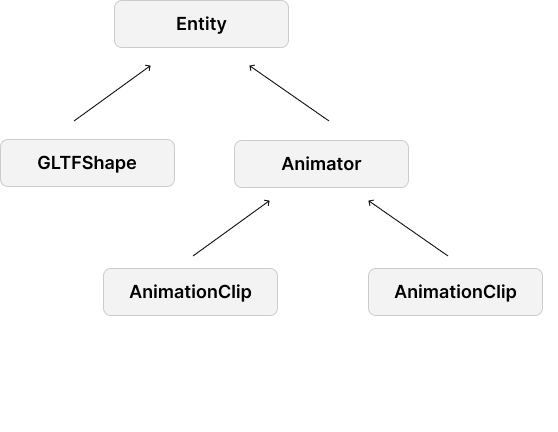 Entity
GLTFShape
Animator
AnimationClip
AnimationClip